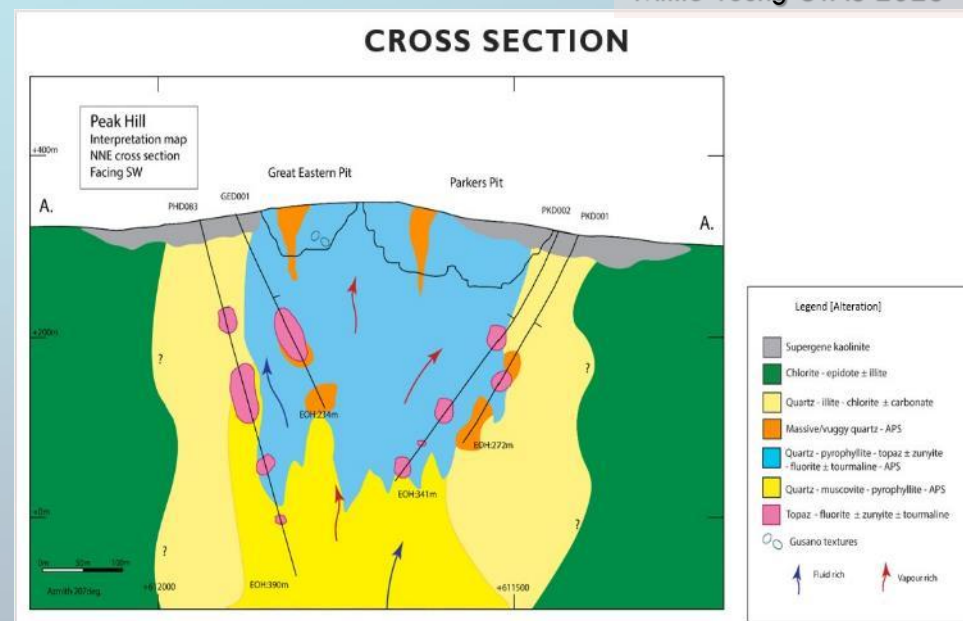 CROSS SECTION
Peak Hill
Interpretation map
NNE cross section
Facing SW
+400m
Great Eastern Pit
Parkers Pit
PHD083
GED001
PKD002
PKD001
A.
A.
+200m
?
?
EOH:234m
EOH:272m
EOH:341m
+0m
?
?
0m 50m 100m
+612000
EOH:390m
+611500
Legend [Alteration]
Supergene kaolinite
Chlorite - epidote ± illite
Quartz - illite - chlorite ± carbonate
Massive/vuggy quartz - APS
Quartz - pyrophyllite - topaz ± zunyite
- fluorite ± tourmaline - APS
Quartz - muscovite - pyrophyllite - APS
Topaz - fluorite ± zunyite ± tourmaline
Gusano textures
Fluid rich
Vapour rich